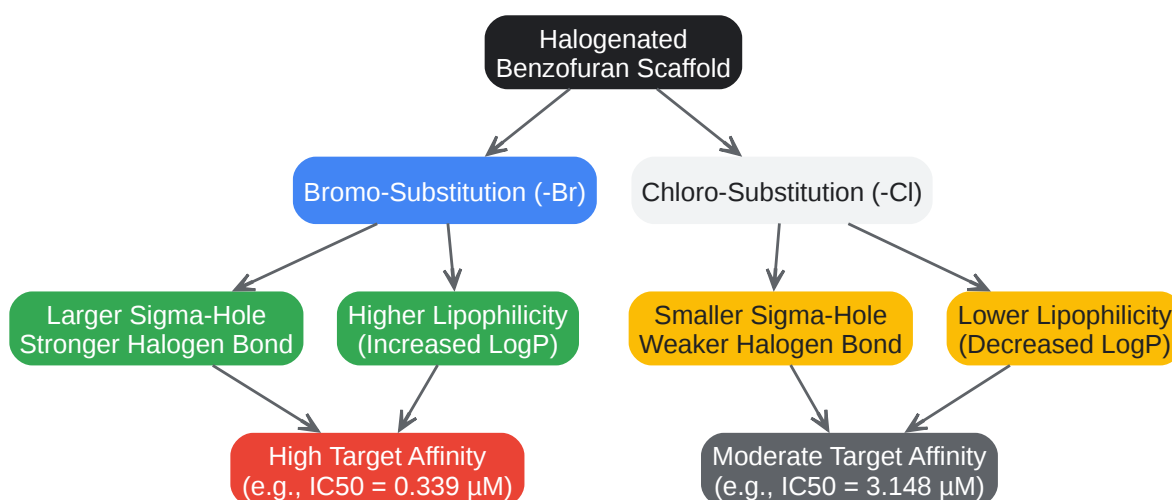 Halogenated
Benzofuran Scaffold
Bromo-Substitution (-Br)
Chloro-Substitution (-Cl)
Larger Sigma-Hole
Stronger Halogen Bond
Higher Lipophilicity
(Increased LogP)
Smaller Sigma-Hole
Weaker Halogen Bond
Lower Lipophilicity
(Decreased LogP)
High Target Affinity
(e.g., IC50 = 0.339 µM)
Moderate Target Affinity
(e.g., IC50 = 3.148 µM)